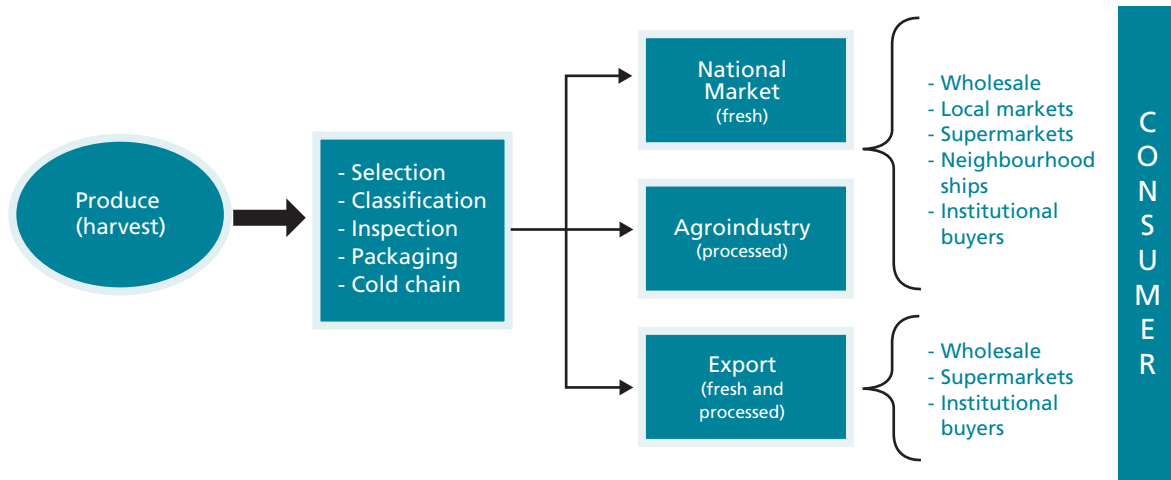 Produce
(harvest)
- Selection
- Classification
- Inspection
- Packaging
- Cold chain
National
Market
(fresh)
Agroindustry
(processed)
Export
(fresh and
processed)
- Wholesale
- Local markets
- Supermarkets
- Neighbourhood
ships
- Institutional
buyers
- Wholesale
- Supermarkets
- Institutional
buyers
CONSUMER